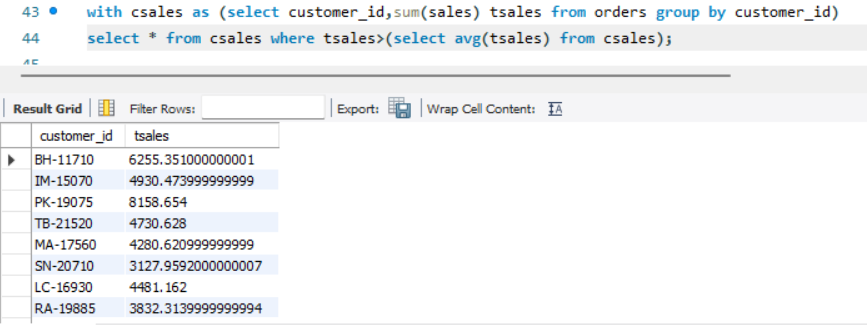 43 with csales as (select customer_id,sum(sales) tsales from orders group by customer_id)
44 select * from csales where tsales>(select avg(tsales) from csales);
45
Result Grid Filter Rows: Export: Wrap Cell Content:
customer_id tsales
BH-11710 6255.351000000001
IM-15070 4930.473999999999
PK-19075 8158.654
TB-21520 4730.628
MA-17560 4280.620999999999
SN-20710 3127.9592000000007
LC-16930 4481.162
RA-19885 3832.3139999999994